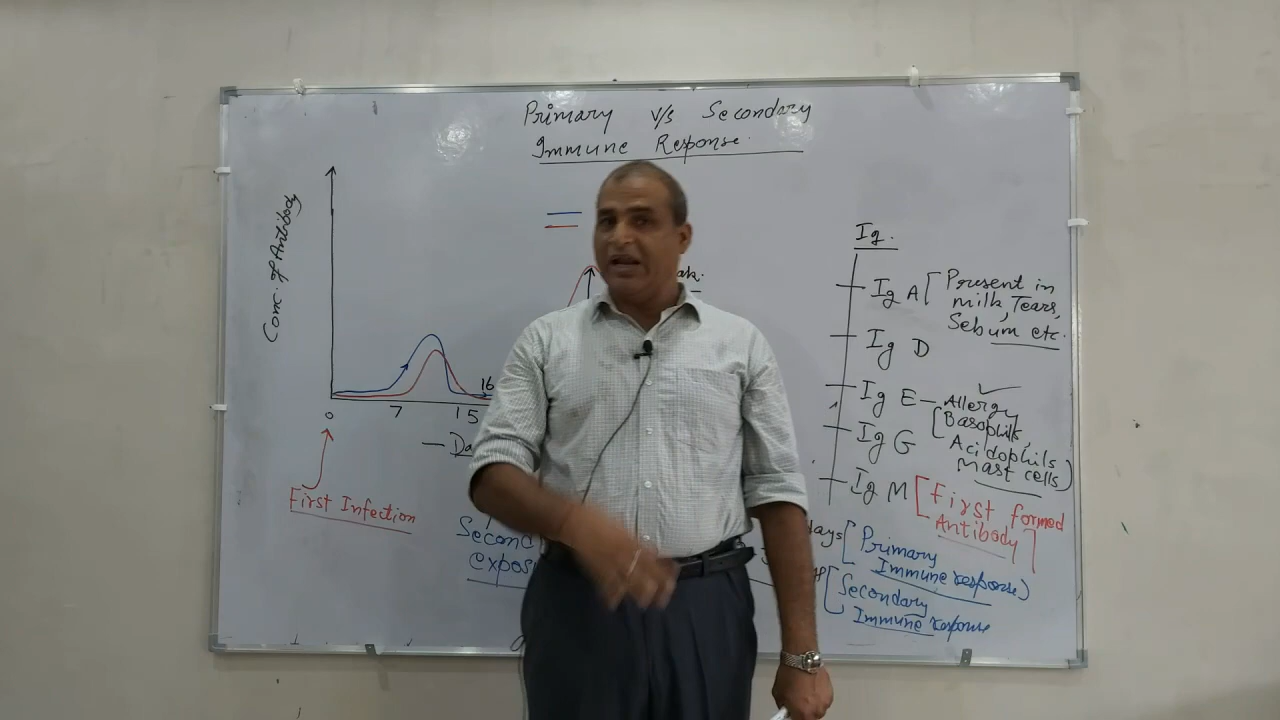 Primary v/s Secondary
Immune Response.
Conc. of Antibody
0
7
15
16
First Infection
Ig.
Ig A [Present in
milk, Tears,
Sebum etc.
Ig D
Ig E – Allergy
[Basophils,
Ig G
Acidophils
Mast cells)
Ig M [First formed
Antibody]
days [Primary
Immune response)
[Secondary
Immune response